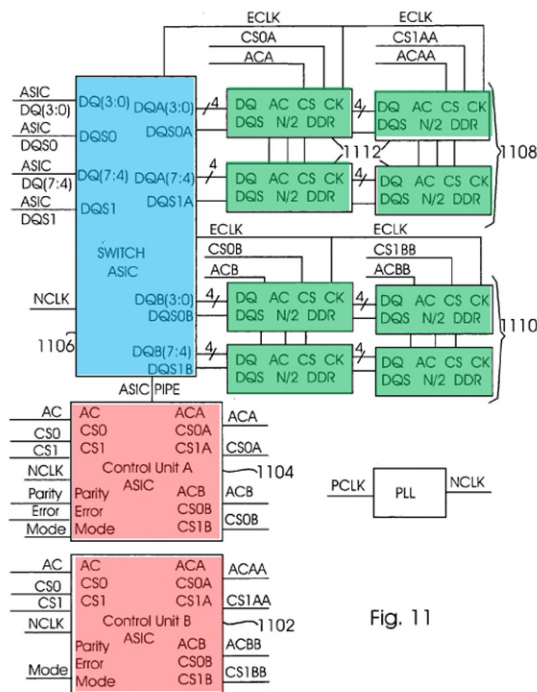 ECLK ECLK
CS0A CS1AA
ACA ACAA
ASIC
DQ(3:0)
DQ(3:0) DQA(3:0) 4
DQ AC CS CK
DQS N/2 DDR
4
DQ AC CS CK
DQS N/2 DDR
ASIC
DQS0
DQS0 DQS0A
1112
1108
ASIC
DQ(7:4)
DQ(7:4) DQA(7:4) 4
DQ AC CS CK
DQS N/2 DDR
4
DQ AC CS CK
DQS N/2 DDR
ASIC
DQS1
DQS1 DQS1A
SWITCH
ASIC
ECLK ECLK
CS0B CS1BB
ACB ACBB
NCLK
DQB(3:0) 4
DQS0B
DQ AC CS CK
DQS N/2 DDR
4
DQ AC CS CK
DQS N/2 DDR
1110
1106
DQB(7:4) 4
DQS1B
DQ AC CS CK
DQS N/2 DDR
4
DQ AC CS CK
DQS N/2 DDR
ASIC PIPE
AC AC ACA ACA
CS0 CS0 CS0A
CS1 CS1 CS1A CS0A
NCLK Control Unit A 1104
ASIC
Parity Parity ACB ACB
Error Error CS0B
Mode Mode CS1B CS0B
PCLK PLL NCLK
AC AC ACA ACAA
CS0 CS0 CS0A
CS1 CS1 CS1A CS1AA
NCLK Control Unit B 1102
ASIC
Parity ACB ACBB
Error CS0B
Mode Mode CS1B CS1BB
Fig. 11